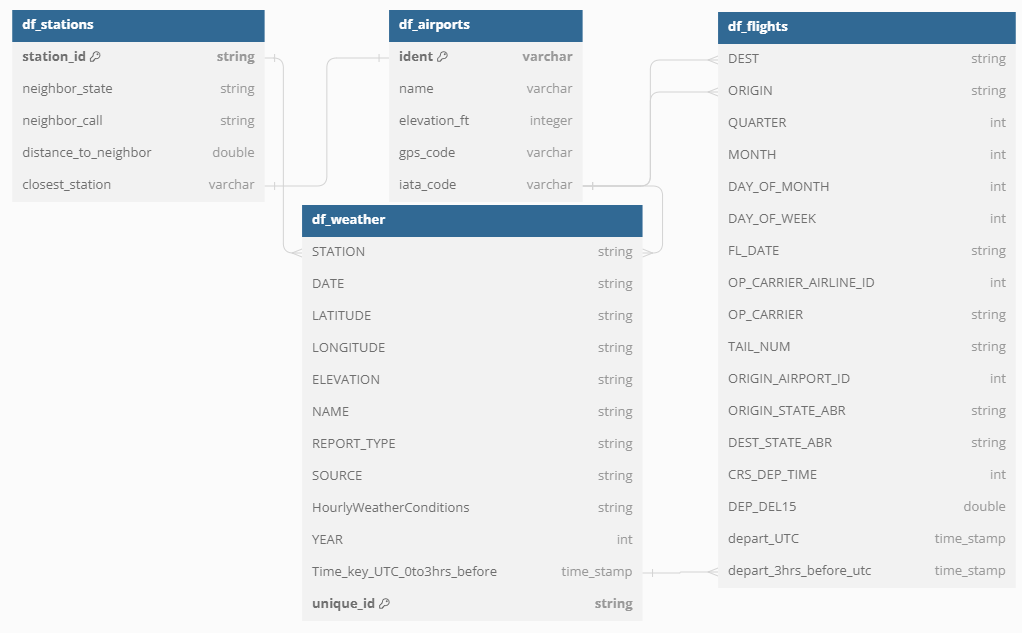 df_stations
station_id string
neighbor_state string
neighbor_call string
distance_to_neighbor double
closest_station varchar
df_airports
ident varchar
name varchar
elevation_ft integer
gps_code varchar
iata_code varchar
df_weather
STATION string
DATE string
LATITUDE string
LONGITUDE string
ELEVATION string
NAME string
REPORT_TYPE string
SOURCE string
HourlyWeatherConditions string
YEAR int
Time_key_UTC_0to3hrs_before time_stamp
unique_id string
df_flights
DEST string
ORIGIN string
QUARTER int
MONTH int
DAY_OF_MONTH int
DAY_OF_WEEK int
FL_DATE string
OP_CARRIER_AIRLINE_ID int
OP_CARRIER string
TAIL_NUM string
ORIGIN_AIRPORT_ID int
ORIGIN_STATE_ABR string
DEST_STATE_ABR string
CRS_DEP_TIME int
DEP_DEL15 double
depart_UTC time_stamp
depart_3hrs_before_utc time_stamp